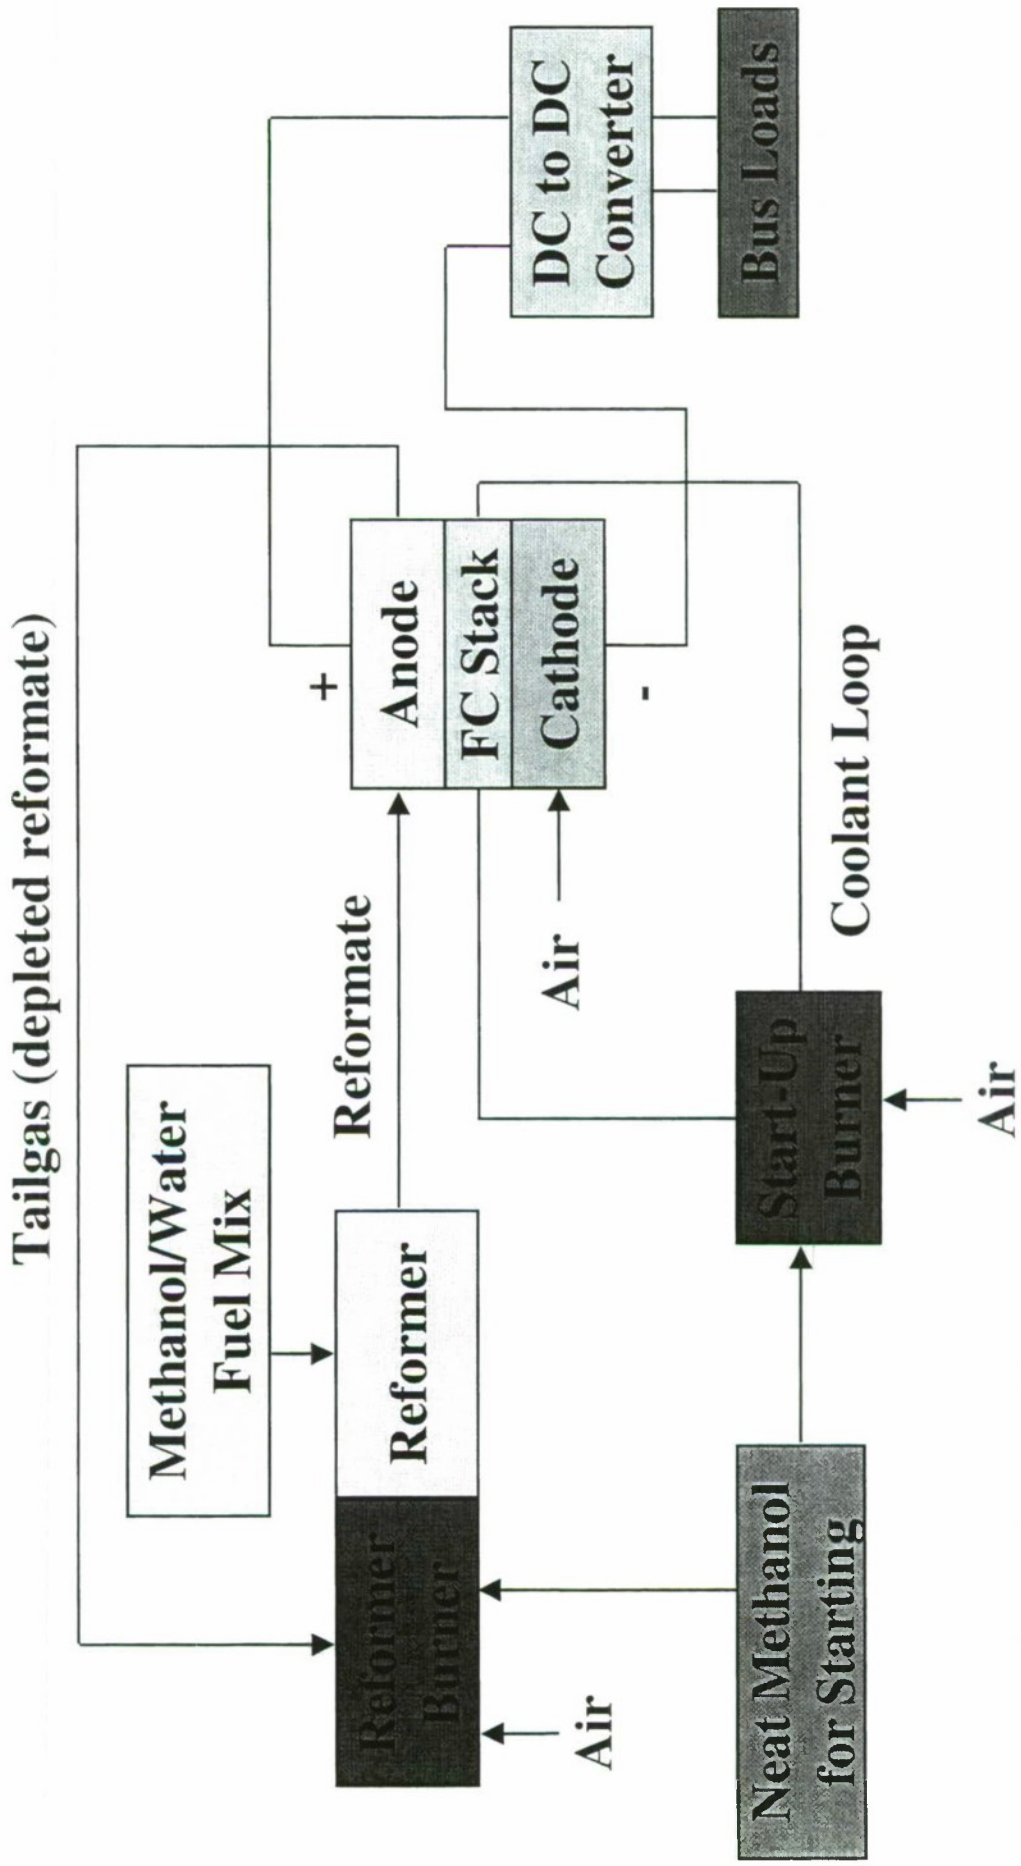 Tailgas (depleted reformate)
Methanol/Water
Fuel Mix
Reformer
Burner
Reformer
Reformate
+
Anode
FC Stack
Cathode
-
Air
Air
DC to DC
Converter
Bus Loads
Neat Methanol
for Starting
Start-Up
Burner
Coolant Loop
Air